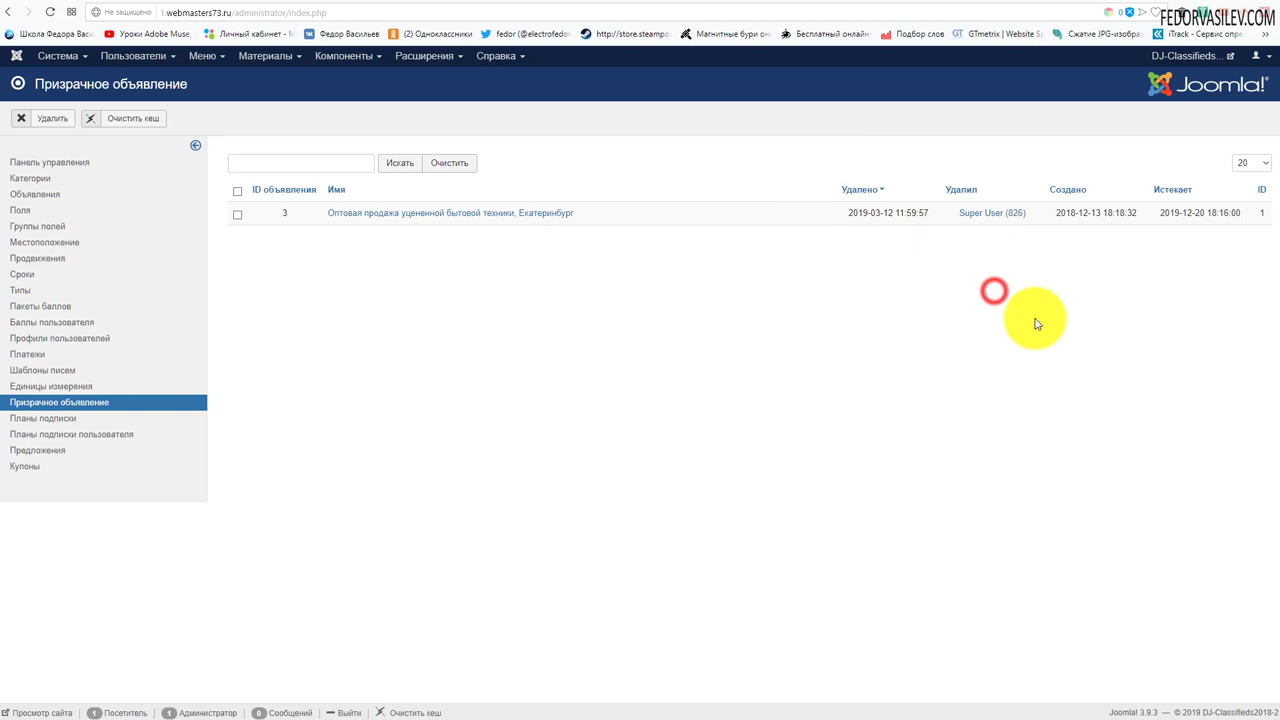 Не защищено 1.webmasters73.ru/administrator/index.php 0
FEDORVASILEV.COM
Школа Федора Васи Уроки Adobe Muse, Личный кабинет - М Федор Васильев (2) Одноклассники fedor (@electrofedor http://store.steampo Магнитные бури он Бесплатный онлайн Подбор слов GTmetrix | Website Sp Сжатие JPG-изображ iTrack - Сервис опре
Система Пользователи Меню Материалы Компоненты Расширения Справка DJ-Classifieds...
Призрачное объявление Joomla!®
Удалить Очистить кеш
Панель управления
Категории
Объявления
Поля
Группы полей
Местоположение
Продвижения
Сроки
Типы
Пакеты баллов
Баллы пользователя
Профили пользователей
Платежи
Шаблоны писем
Единицы измерения
Призрачное объявление
Планы подписки
Планы подписки пользователя
Предложения
Купоны
Искать Очистить 20
ID объявления Имя Удалено Удалил Создано Истекает ID
3 Оптовая продажа уцененной бытовой техники, Екатеринбург 2019-03-12 11:59:57 Super User (826) 2018-12-13 18:18:32 2019-12-20 18:16:00 1
Просмотр сайта 1 Посетитель 1 Администратор 0 Сообщений Выйти Очистить кеш Joomla! 3.9.3 — © 2019 DJ-Classifieds2018-2